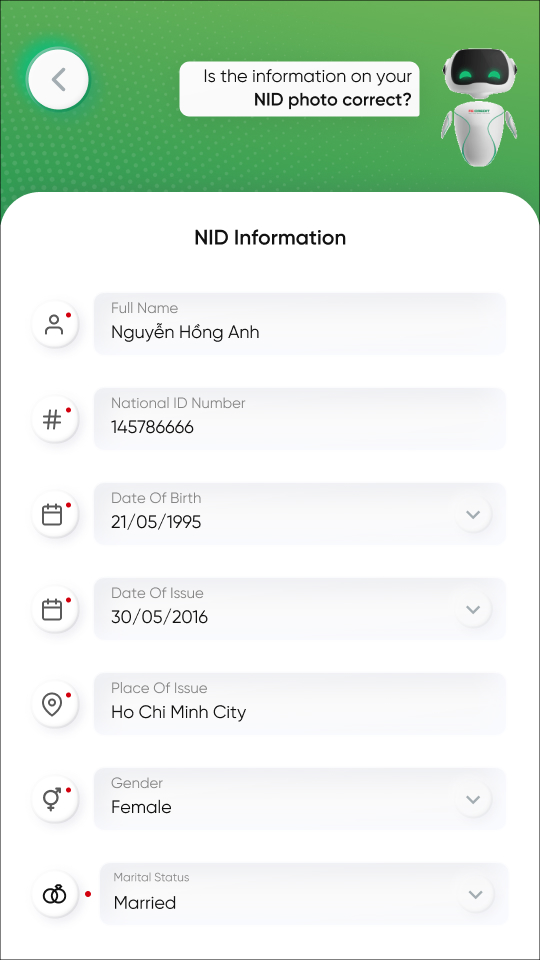 Is the information on your
NID photo correct?
NID Information
Full Name
Nguyễn Hồng Anh
National ID Number
145786666
Date Of Birth
21/05/1995
Date Of Issue
30/05/2016
Place Of Issue
Ho Chi Minh City
Gender
Female
Marital Status
Married